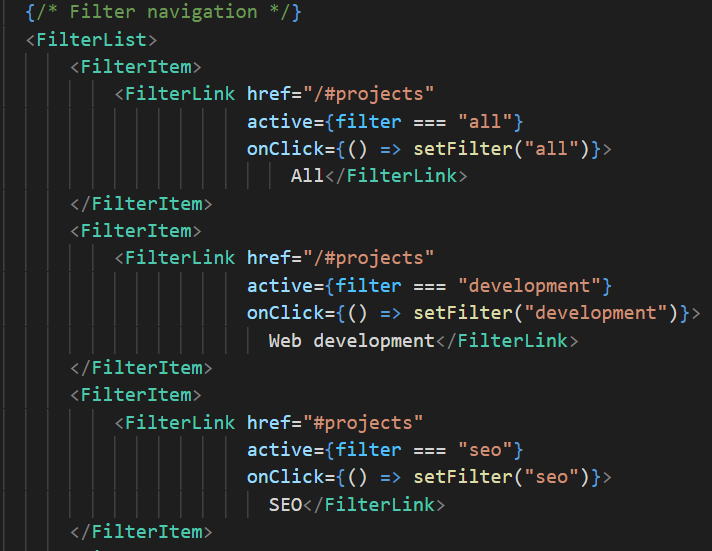 {/* Filter navigation */}
<FilterList>
<FilterItem>
<FilterLink href="/#projects"
active={filter === "all"}
onClick={() => setFilter("all")}>
All</FilterLink>
</FilterItem>
<FilterItem>
<FilterLink href="/#projects"
active={filter === "development"}
onClick={() => setFilter("development")}>
Web development</FilterLink>
</FilterItem>
<FilterItem>
<FilterLink href="#projects"
active={filter === "seo"}
onClick={() => setFilter("seo")}>
SEO</FilterLink>
</FilterItem>